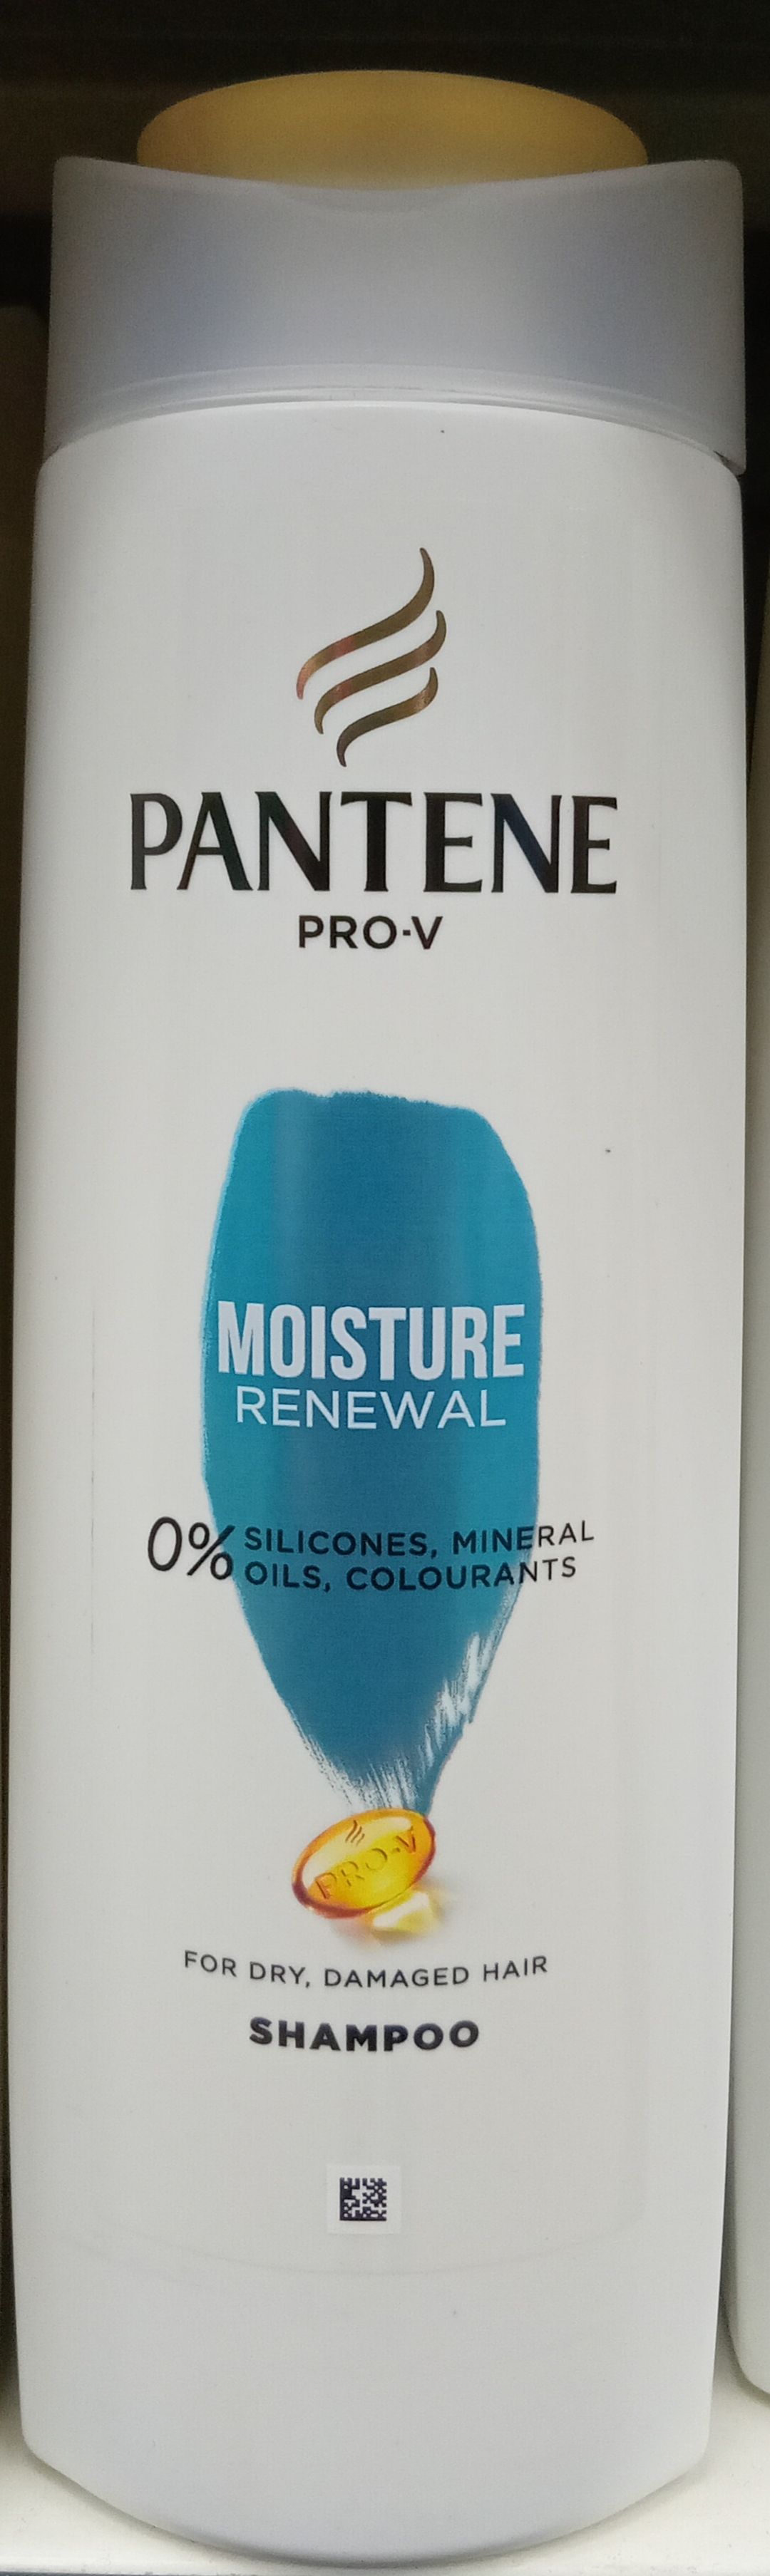 PANTENE
PRO-V
MOISTURE
RENEWAL
0% SILICONES, MINERAL
OILS, COLOURANTS
PRO-V
FOR DRY, DAMAGED HAIR
SHAMPOO